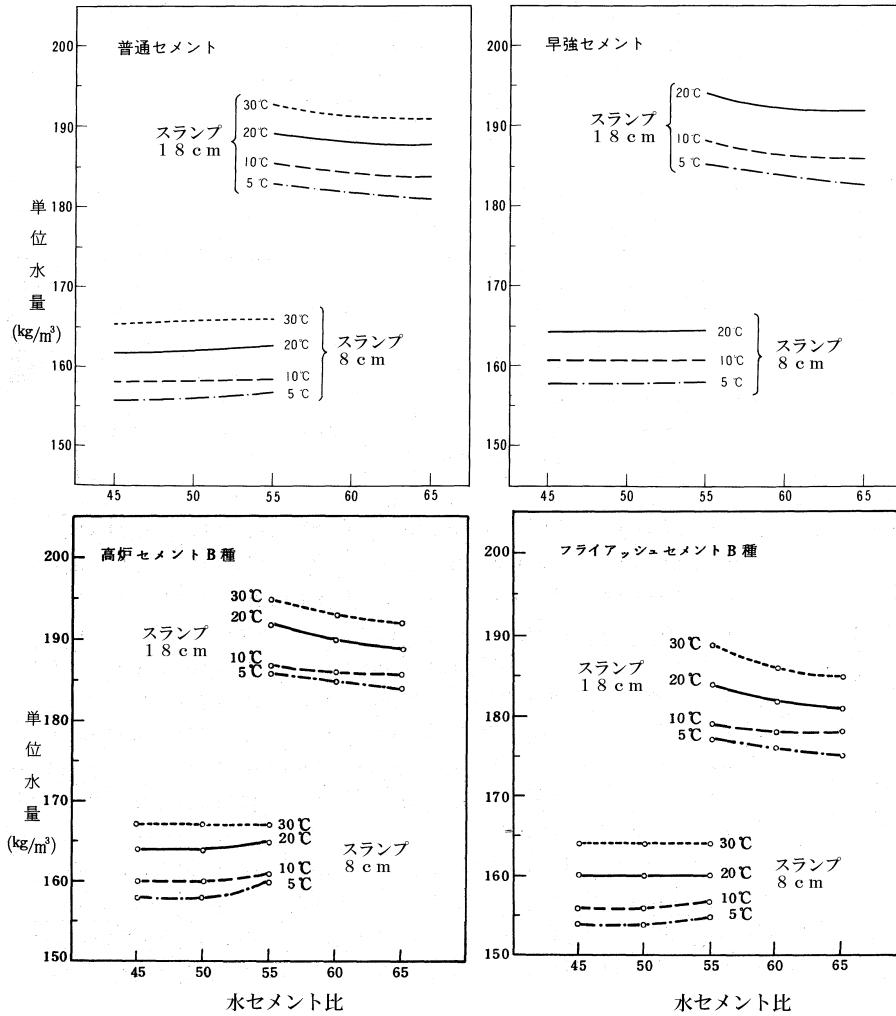 普通セメント
200
190
180
170
160
150
単位水量
(kg/m³)
スランプ
18cm
30℃
20℃
10℃
5℃
30℃
20℃
10℃
5℃
スランプ
8cm
45 50 55 60 65
早強セメント
200
190
180
170
160
150
スランプ
18cm
20℃
10℃
5℃
20℃
10℃
5℃
スランプ
8cm
45 50 55 60 65
高炉セメントB種
200
190
180
170
160
150
単位水量
(kg/m³)
スランプ
18cm
30℃
20℃
10℃
5℃
30℃
20℃
10℃
5℃
スランプ
8cm
45 50 55 60 65
水セメント比
フライアッシュセメントB種
200
190
180
170
160
150
スランプ
18cm
30℃
20℃
10℃
5℃
30℃
20℃
10℃
5℃
スランプ
8cm
45 50 55 60 65
水セメント比